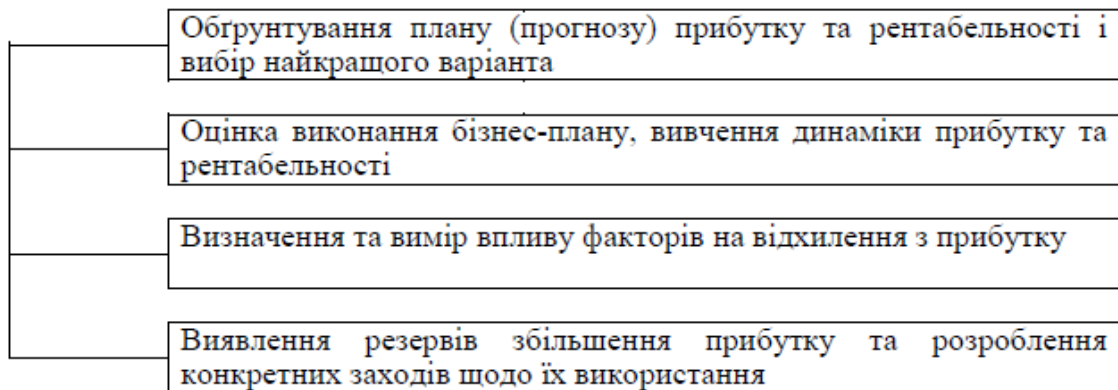 Обґрунтування плану (прогнозу) прибутку та рентабельності і
вибір найкращого варіанта
Оцінка виконання бізнес-плану, вивчення динаміки прибутку та
рентабельності
Визначення та вимір впливу факторів на відхилення з прибутку
Виявлення резервів збільшення прибутку та розроблення
конкретних заходів щодо їх використання